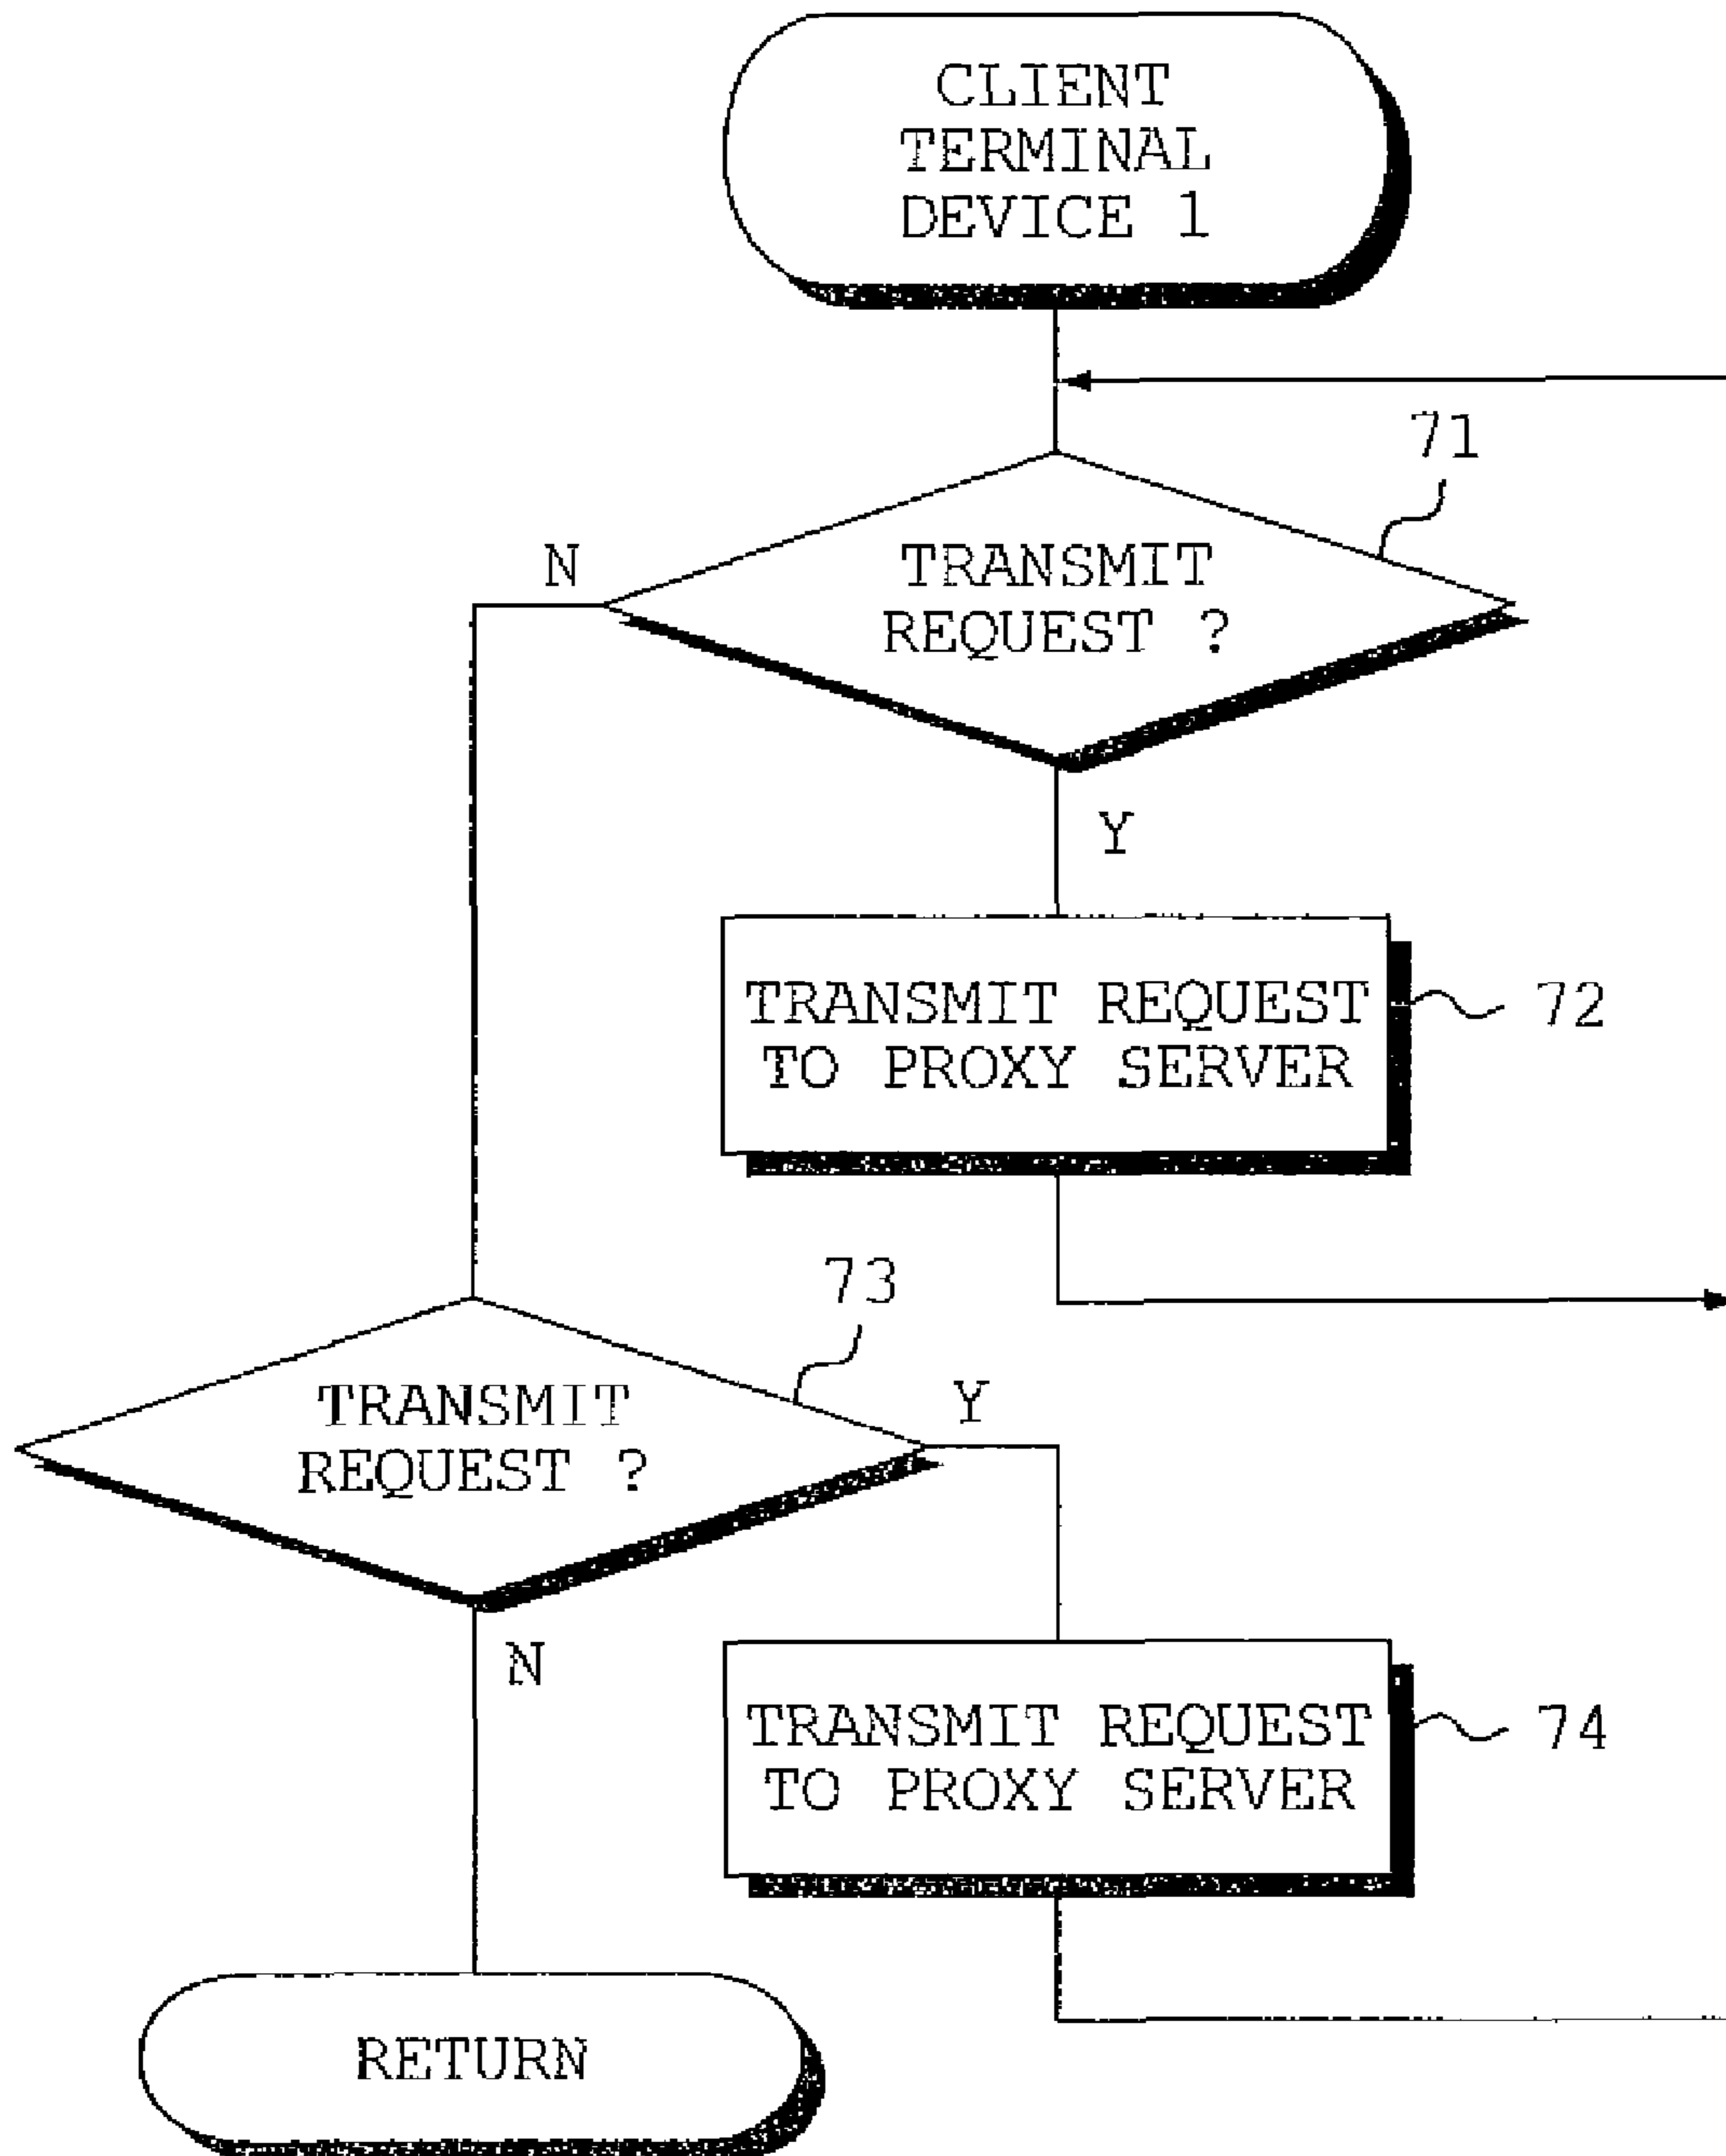 CLIENT
TERMINAL
DEVICE 1
71
N
TRANSMIT
REQUEST ?
Y
TRANSMIT REQUEST
TO PROXY SERVER
72
73
TRANSMIT
REQUEST ?
Y
N
TRANSMIT REQUEST
TO PROXY SERVER
74
RETURN